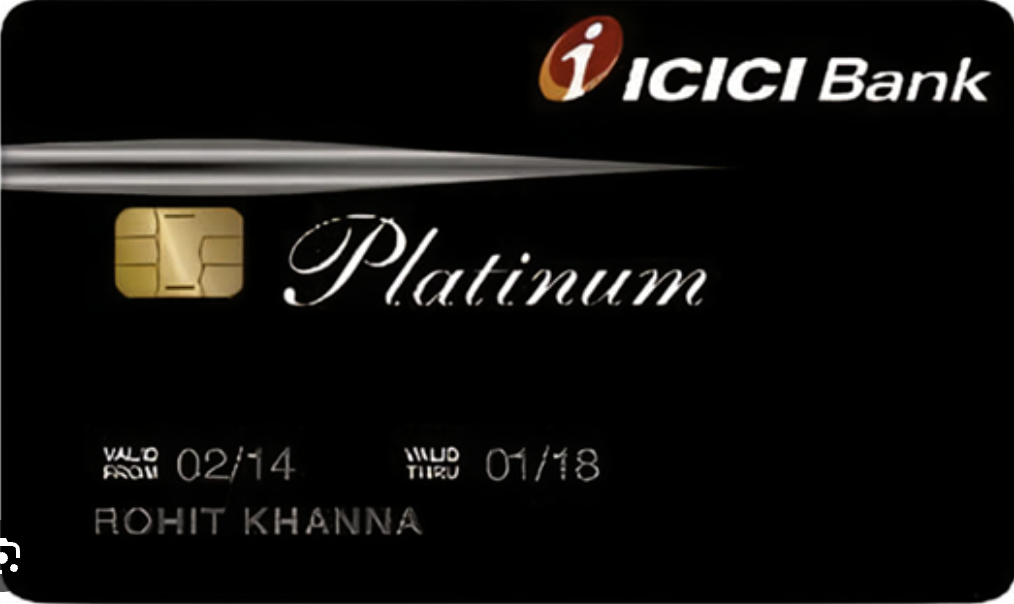 i ICICI Bank
Platinum
VALID FROM 02/14 VALID THRU 01/18
ROHIT KHANNA